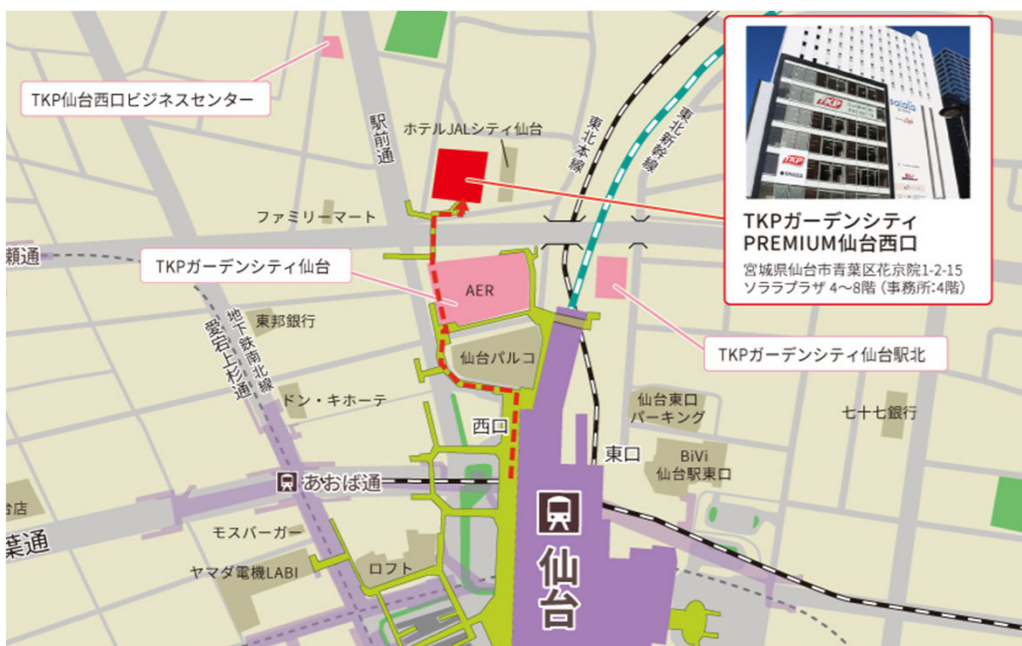 TKP仙台西口ビジネスセンター
駅前通
ホテルJALシティ仙台
東北本線
東北新幹線
TKP
TKP
TKPガーデンシティ
PREMIUM仙台西口
宮城県仙台市青葉区花京院1-2-15
ソララプラザ 4〜8階（事務所:4階）
ファミリーマート
瀬通
TKPガーデンシティ仙台
AER
東邦銀行
地下鉄南北線
愛宕上杉通
仙台パルコ
TKPガーデンシティ仙台駅北
ドン・キホーテ
西口
仙台東口
パーキング
七十七銀行
東口
BiVi
仙台駅東口
あおば通
台店
葉通
モスバーガー
ヤマダ電機LABI
ロフト
仙台